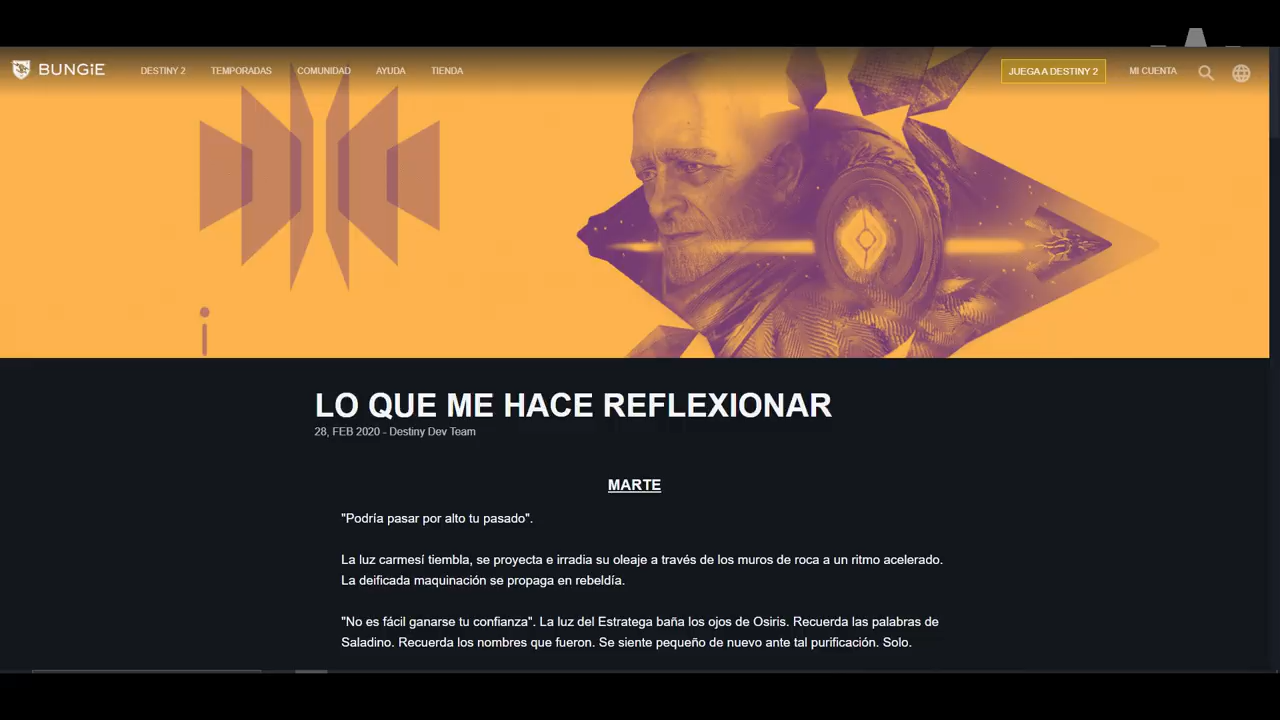 BUNGiE DESTINY 2 TEMPORADAS COMUNIDAD AYUDA TIENDA JUEGA A DESTINY 2 MI CUENTA
i
LO QUE ME HACE REFLEXIONAR
28, FEB 2020 - Destiny Dev Team
MARTE
"Podría pasar por alto tu pasado".
La luz carmesí tiembla, se proyecta e irradia su oleaje a través de los muros de roca a un ritmo acelerado.
La deificada maquinación se propaga en rebeldía.
"No es fácil ganarse tu confianza". La luz del Estratega baña los ojos de Osiris. Recuerda las palabras de
Saladino. Recuerda los nombres que fueron. Se siente pequeño de nuevo ante tal purificación. Solo.